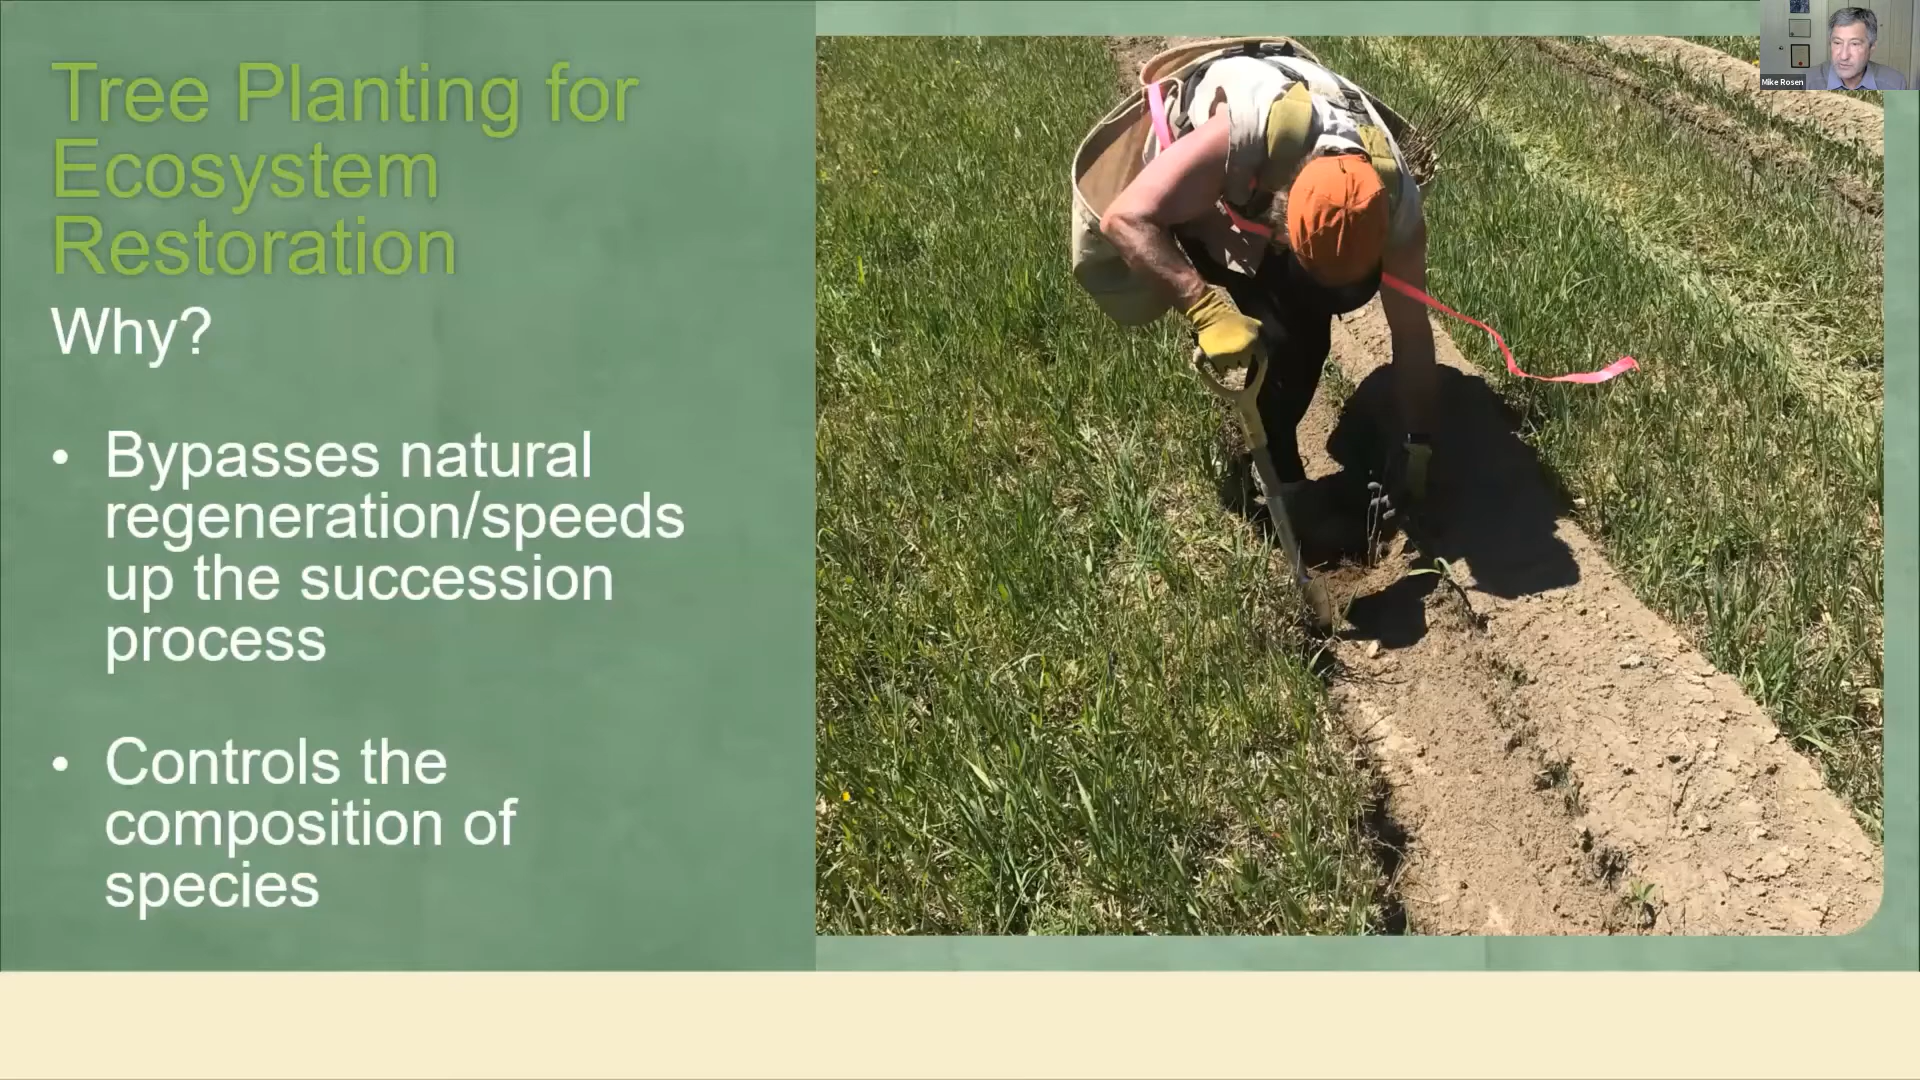 Tree Planting for
Ecosystem
Restoration
Why?
• Bypasses natural
regeneration/speeds
up the succession
process
• Controls the
composition of
species
Mike Rosen